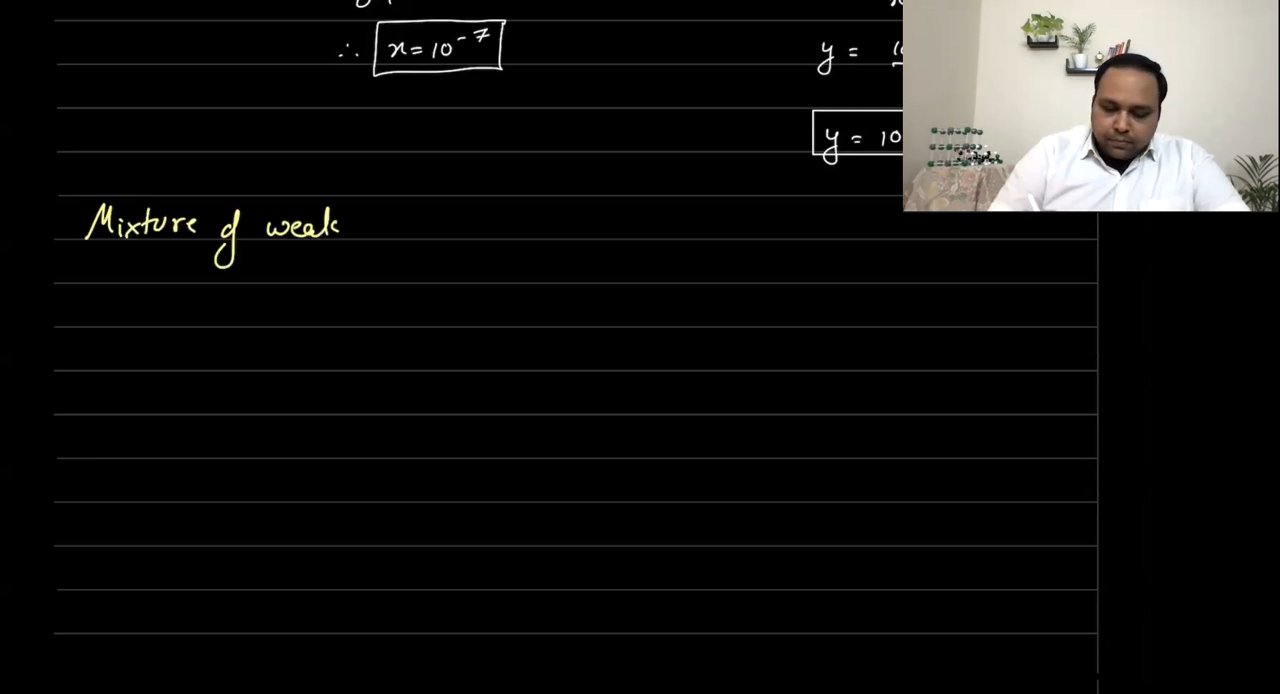 ∴ x = 10⁻⁷
y =
y = 10
Mixture of weak